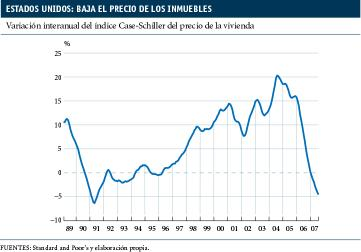 ESTADOS UNIDOS: BAJA EL PRECIO DE LOS INMUEBLES
Variación interanual del índice Case-Schiller del precio de la vivienda
%
25
20
15
10
5
0
-5
-10
89 90 91 92 93 94 95 96 97 98 99 00 01 02 03 04 05 06 07
FUENTES: Standard and Poor's y elaboración propia.